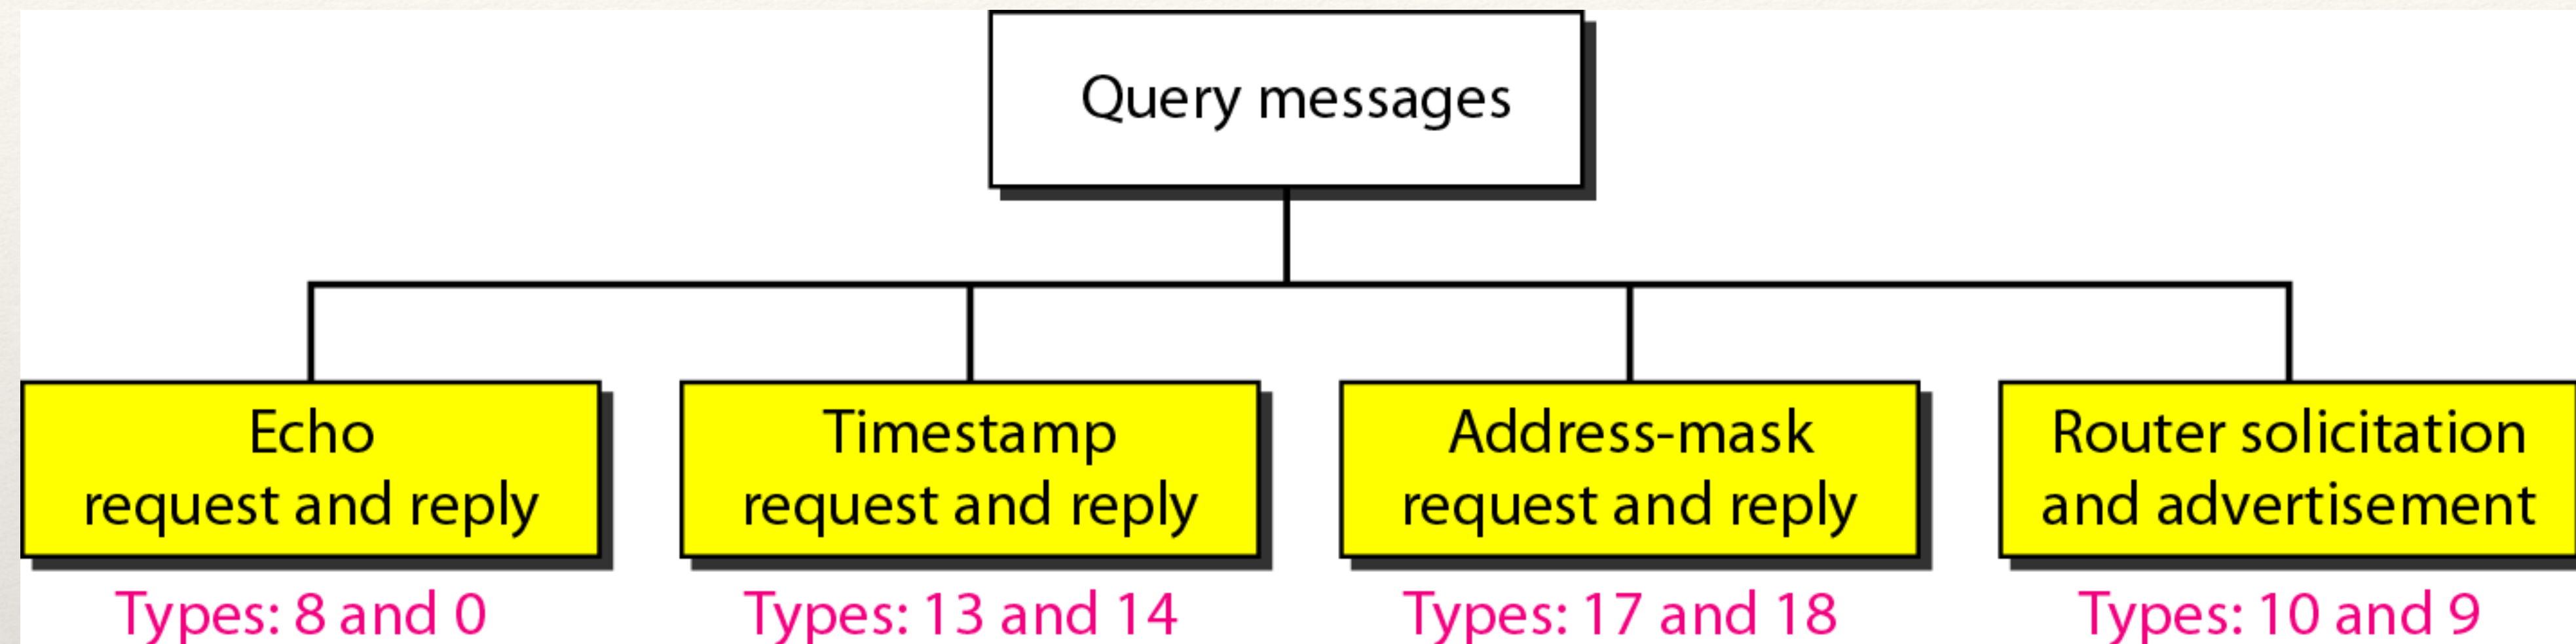 Query messages
Echo
request and reply
Timestamp
request and reply
Address-mask
request and reply
Router solicitation
and advertisement
Types: 8 and 0
Types: 13 and 14
Types: 17 and 18
Types: 10 and 9